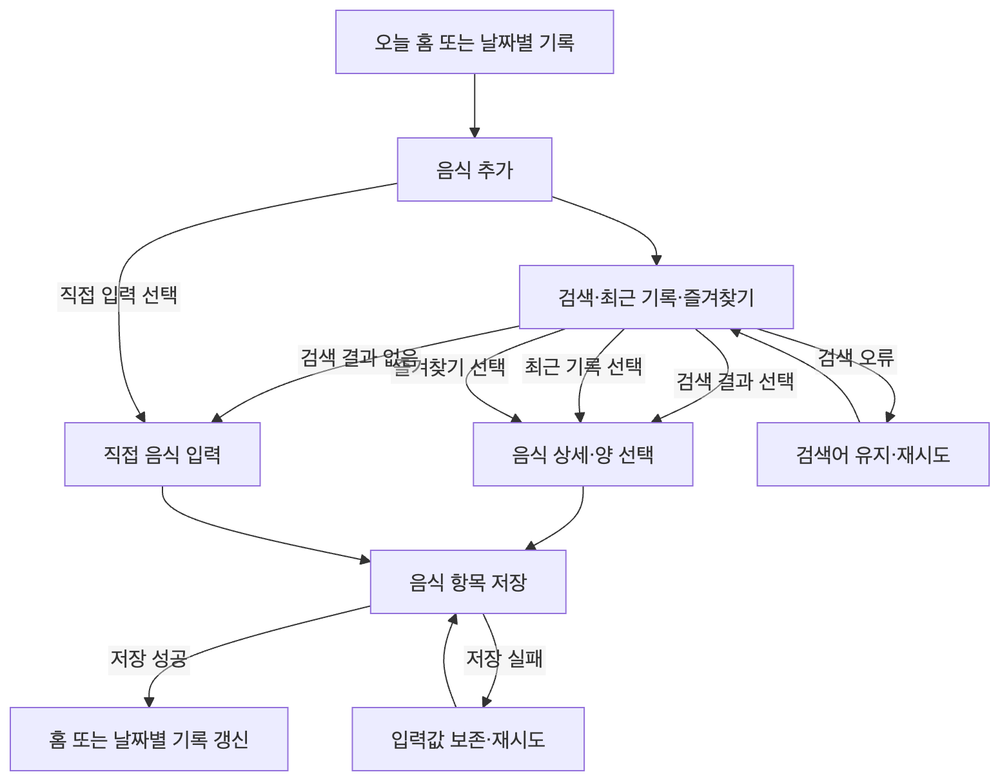 오늘 홈 또는 날짜별 기록
음식 추가
직접 입력 선택
검색·최근 기록·즐겨찾기
검색 결과 없음
즐겨찾기 선택
최근 기록 선택
검색 결과 선택
검색 오류
직접 음식 입력
음식 상세·양 선택
검색어 유지·재시도
음식 항목 저장
저장 성공
저장 실패
홈 또는 날짜별 기록 갱신
입력값 보존·재시도